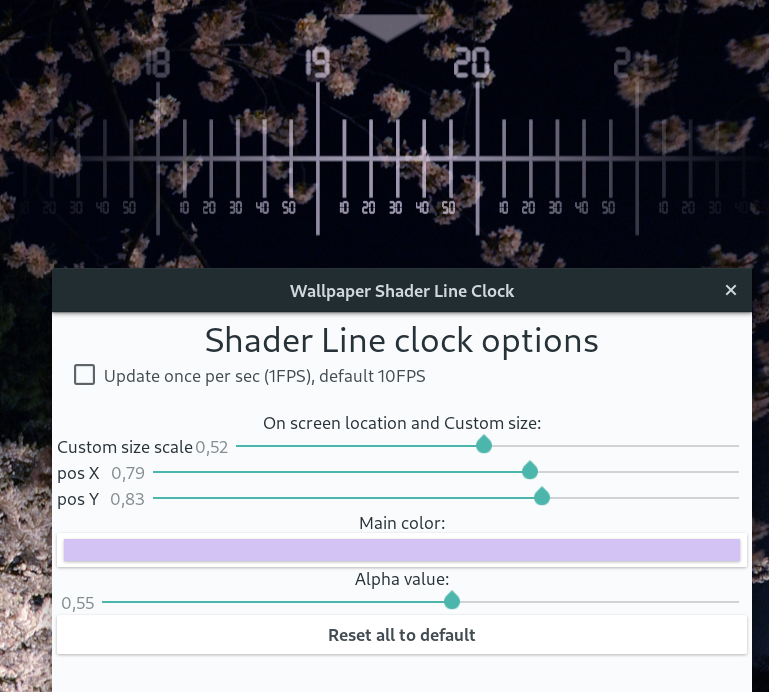 18 19 20 21
20 30 40 50 10 20 30 40 50 10 20 30 40 50 10 20 30 40 50 10 20 30 40
Wallpaper Shader Line Clock ×
Shader Line clock options
Update once per sec (1FPS), default 10FPS
On screen location and Custom size:
Custom size scale 0,52
pos X 0,79
pos Y 0,83
Main color:
Alpha value:
0,55
Reset all to default